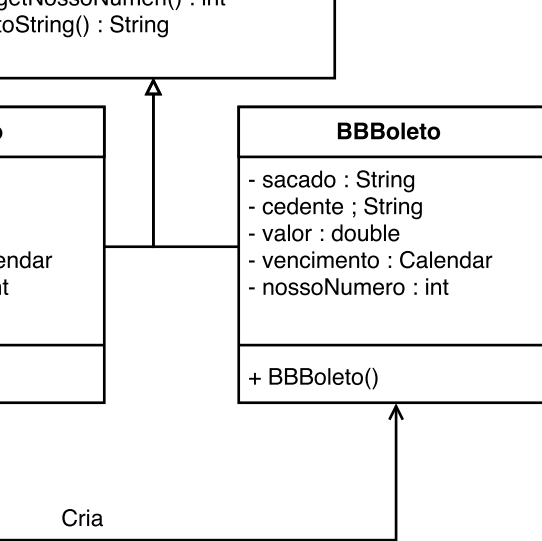 toString() : String
BBBoleto
- sacado : String
- cedente ; String
- valor : double
- vencimento : Calendar
- nossoNumero : int
+ BBBoleto()
Cria